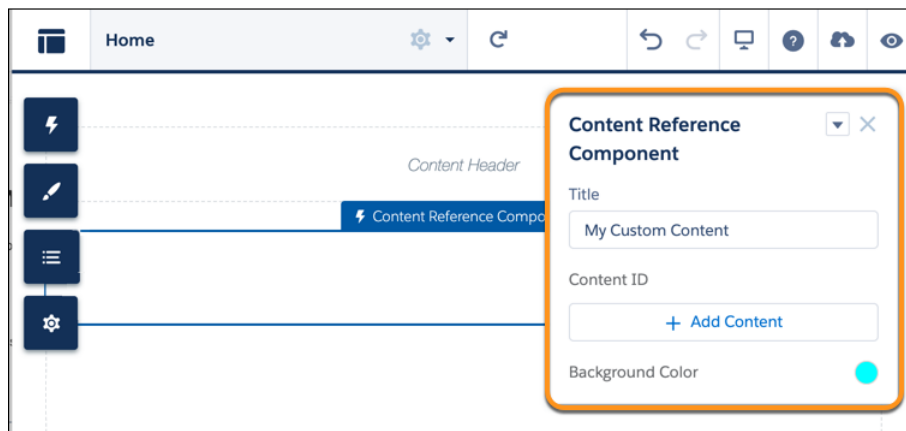 Home
?
Content Header
Content Reference Compo
Content Reference
Component
Title
My Custom Content
Content ID
+ Add Content
Background Color